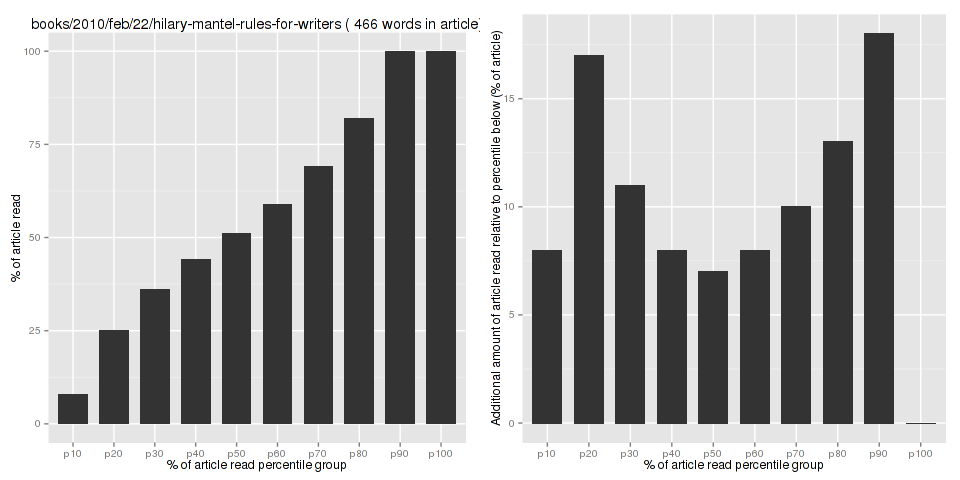 books/2010/feb/22/hilary-mantel-rules-for-writers ( 466 words in article)
% of article read
100
75
50
25
0
p10 p20 p30 p40 p50 p60 p70 p80 p90 p100
% of article read percentile group
Additional amount of article read relative to percentile below (% of article)
15
10
5
0
p10 p20 p30 p40 p50 p60 p70 p80 p90 p100
% of article read percentile group